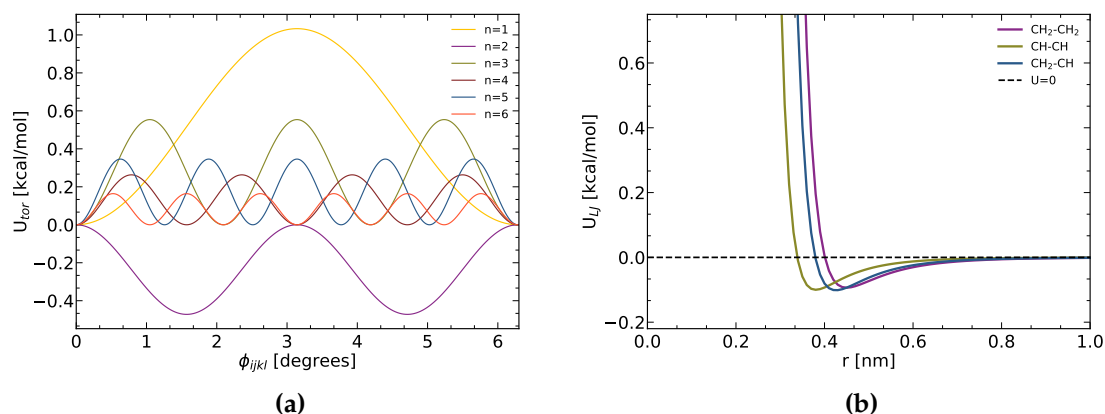 U_tor [kcal/mol]
1.0
0.8
0.6
0.4
0.2
0.0
−0.2
−0.4
0 1 2 3 4 5 6
ϕ_ijkl [degrees]
n=1
n=2
n=3
n=4
n=5
n=6
(a)
U_LJ [kcal/mol]
0.6
0.4
0.2
0.0
−0.2
0.0 0.2 0.4 0.6 0.8 1.0
r [nm]
CH₂-CH₂
CH-CH
CH₂-CH
U=0
(b)